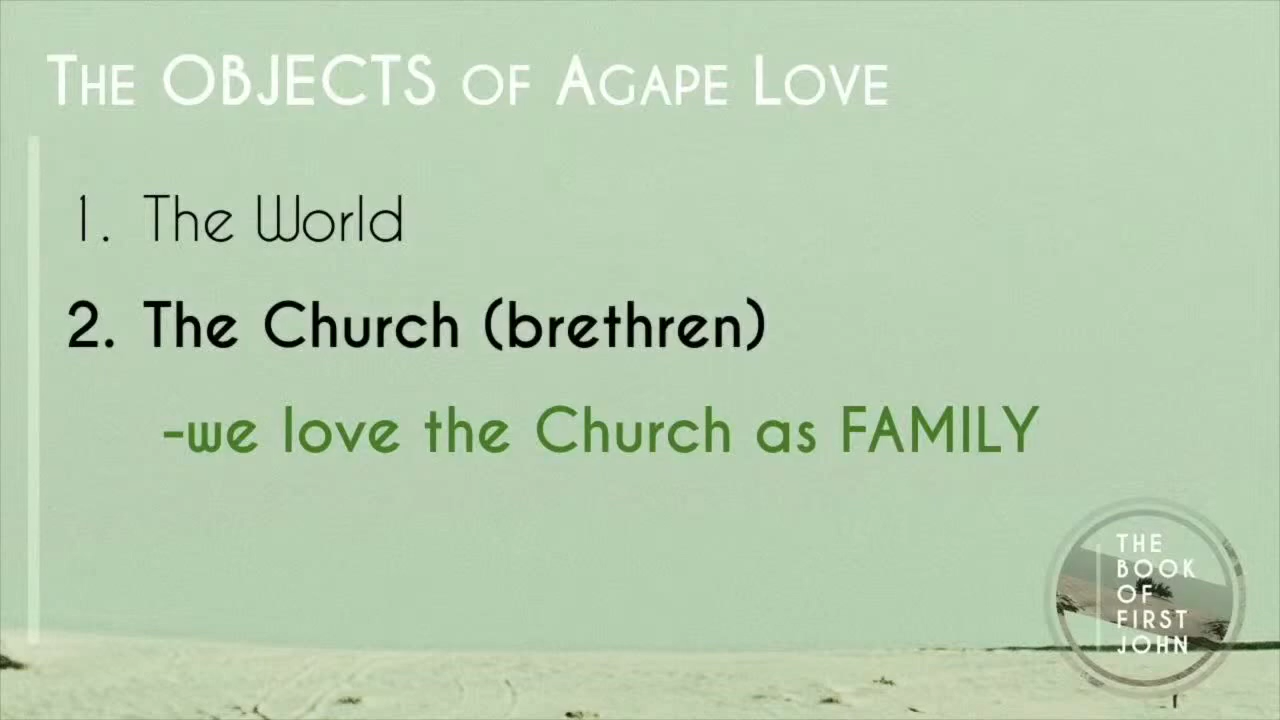 The OBJECTS of Agape Love
1. The World
2. The Church (brethren)
-we love the Church as FAMILY
THE
BOOK
OF
FIRST
JOHN